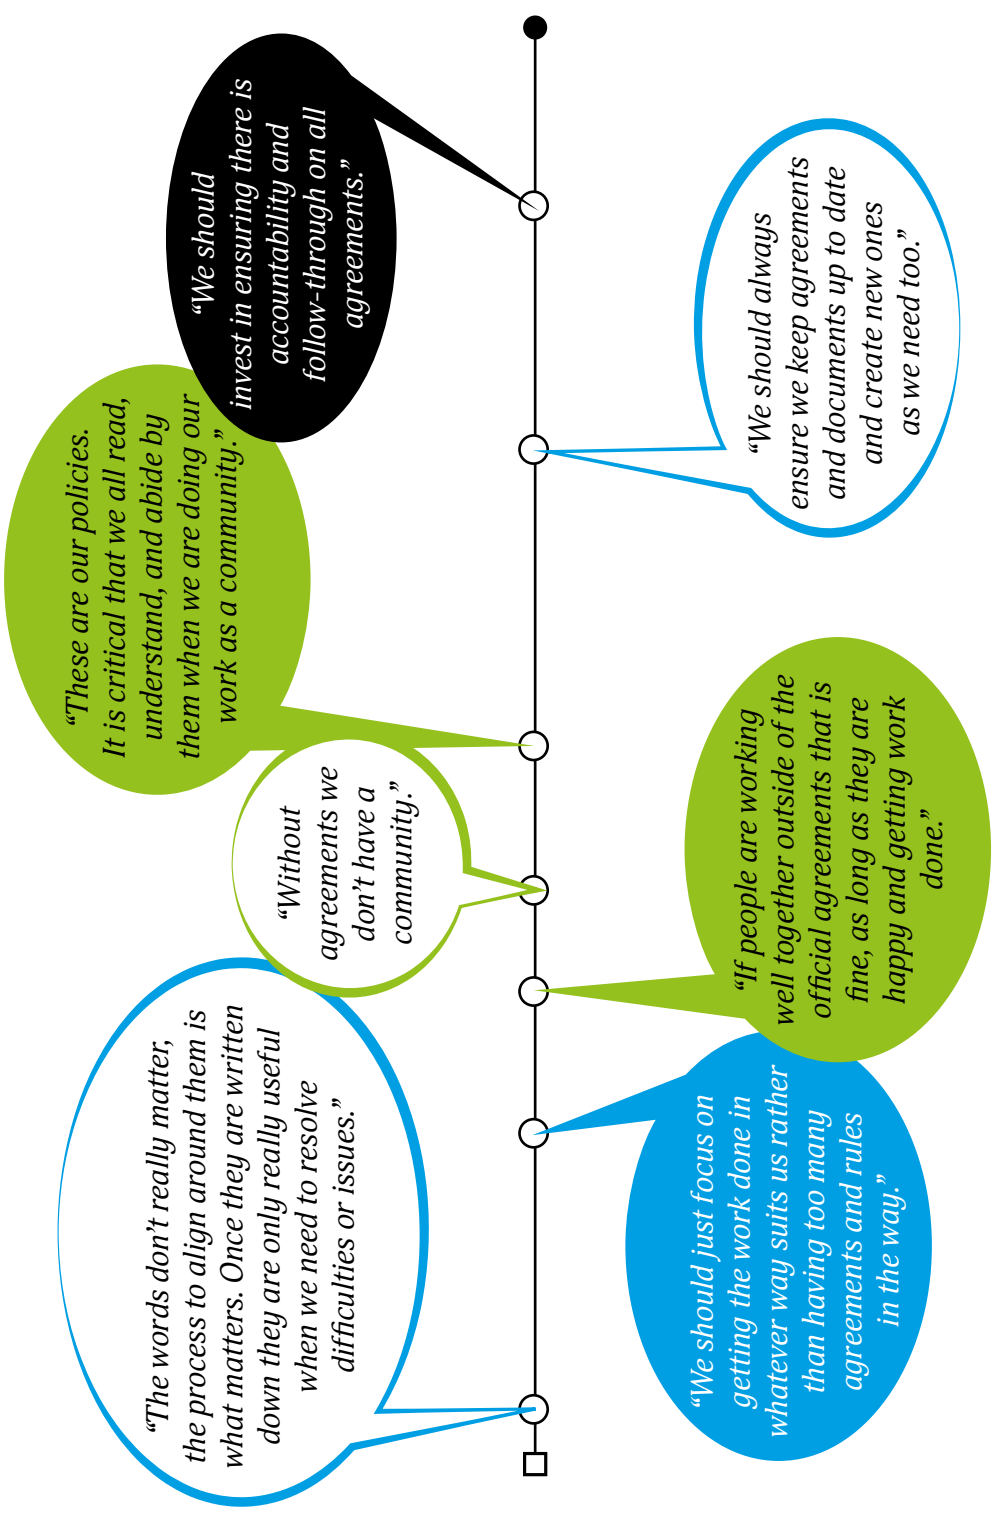 “The words don’t really matter,
the process to align around them is
what matters. Once they are written
down they are only really useful
when we need to resolve
difficulties or issues.”
“Without
agreements we
don’t have a
community.”
“These are our policies.
It is critical that we all read,
understand, and abide by
them when we are doing our
work as a community.”
“We should
invest in ensuring there is
accountability and
follow-through on all
agreements.”
“We should just focus on
getting the work done in
whatever way suits us rather
than having too many
agreements and rules
in the way.”
“If people are working
well together outside of the
official agreements that is
fine, as long as they are
happy and getting work
done.”
“We should always
ensure we keep agreements
and documents up to date
and create new ones
as we need too.”